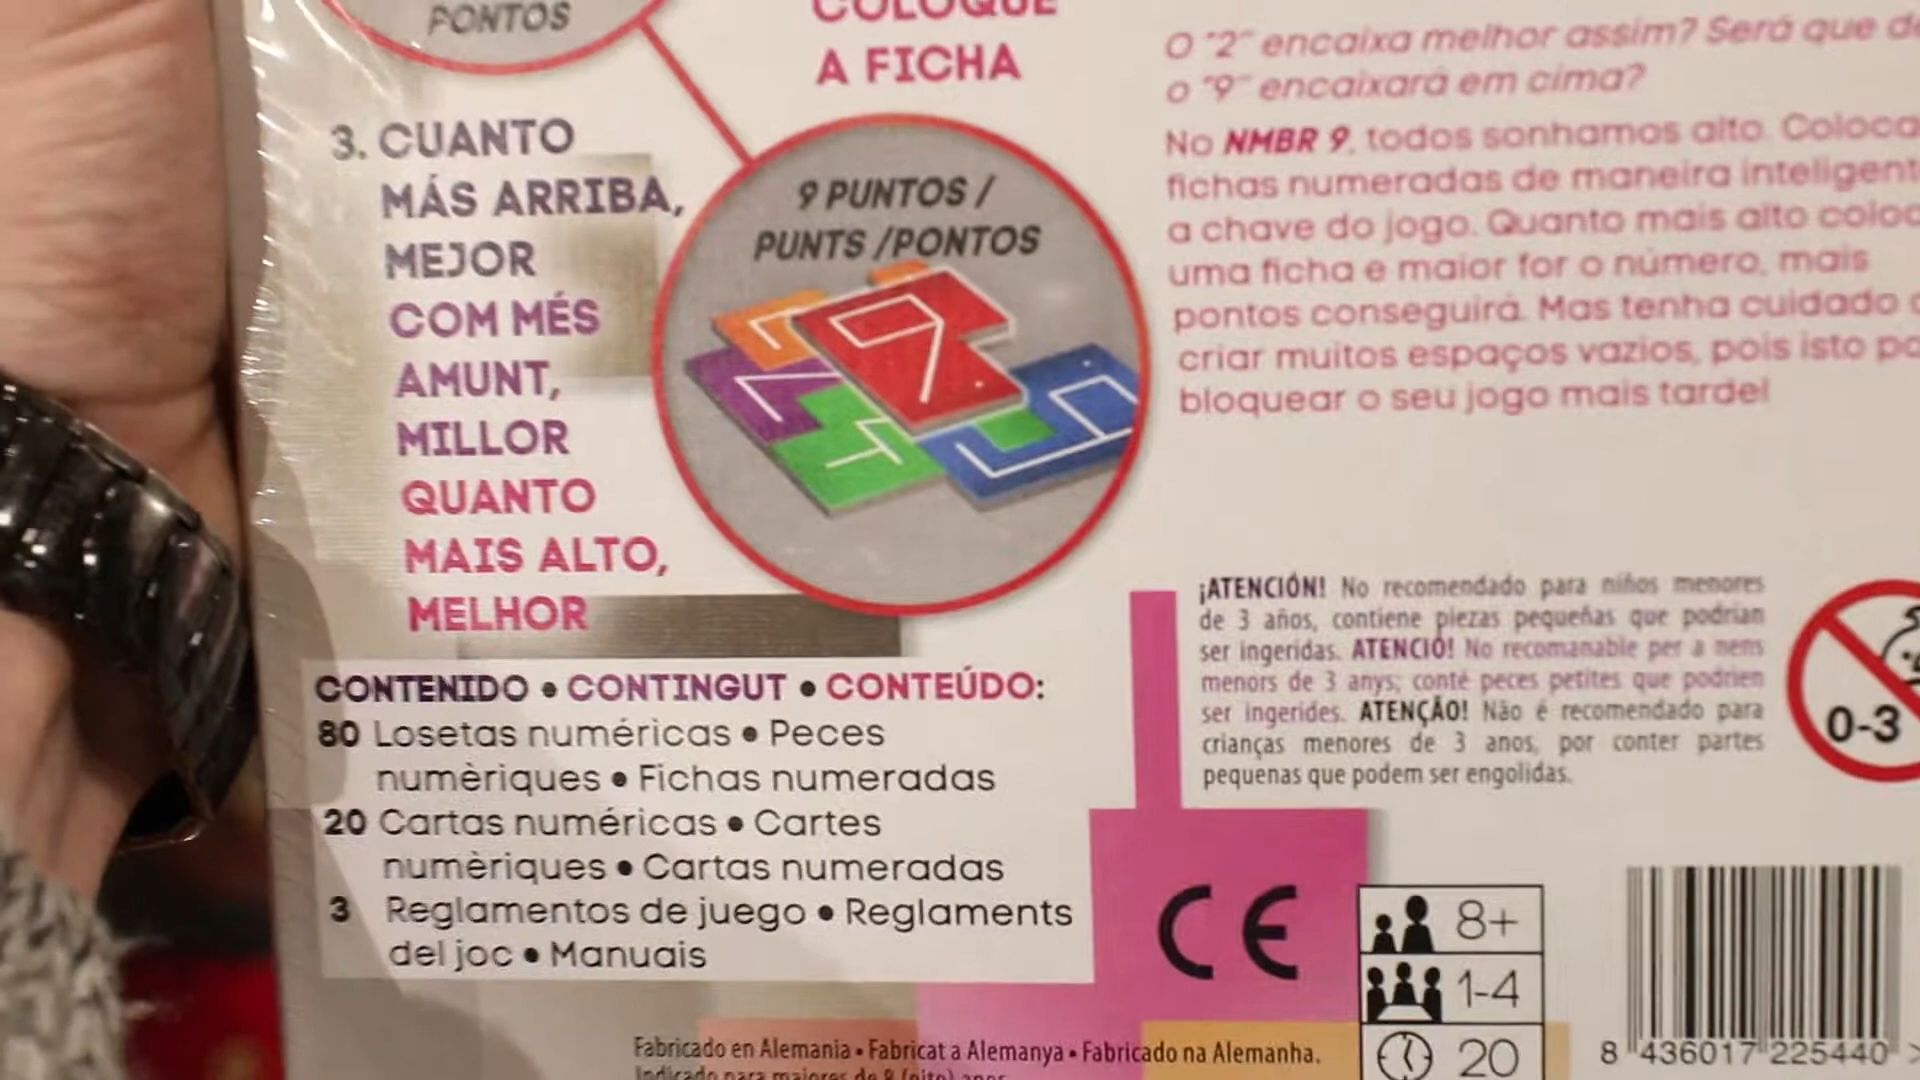 PONTOS
COLOQUE
A FICHA
3. CUANTO
MÁS ARRIBA,
MEJOR
COM MÉS
AMUNT,
MILLOR
QUANTO
MAIS ALTO,
MELHOR
9 PUNTOS /
PUNTS /PONTOS
O "2" encaixa melhor assim? Será que
o "9" encaixará em cima?
No NMBR 9, todos sonhamos alto.
fichas numeradas de maneira
a chave do jogo. Quanto mais alto
uma ficha e maior for o número, mais
pontos conseguirá. Mas tenha cuidado
criar muitos espaços vazios, pois isto
bloquear o seu jogo mais tarde!
¡ATENCIÓN! No recomendado para niños menores
de 3 años, contiene piezas pequeñas que podrían
ser ingeridas. ATENCIÓ! No recomanable per a nens
menors de 3 anys; conté peces petites que podrien
ser ingerides. ATENÇÃO! Não é recomendado para
crianças menores de 3 anos, por conter partes
pequenas que podem ser engolidas.
0-3
CONTENIDO • CONTINGUT • CONTEÚDO:
80 Losetas numéricas • Peces
numèriques • Fichas numeradas
20 Cartas numéricas • Cartes
numèriques • Cartas numeradas
3 Reglamentos de juego • Reglaments
del joc • Manuais
CE
8+
1-4
20
Fabricado en Alemania • Fabricat a Alemanya • Fabricado na Alemanha.
Indicado para maiores de 8 (oito) anos
8 436017 225440 >